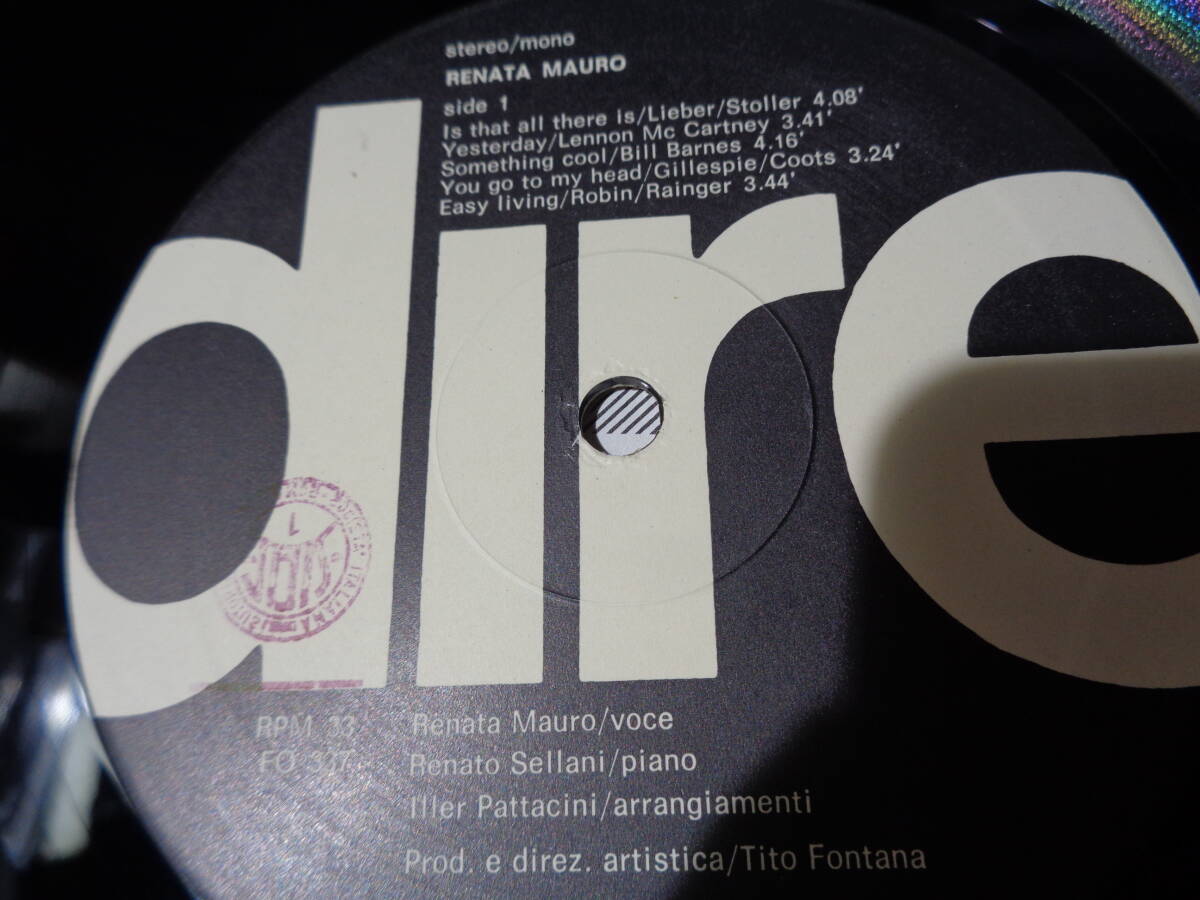 stereo/mono
RENATA MAURO
side 1
Is that all there is/Lieber/Stoller 4.08'
Yesterday/Lennon Mc Cartney 3.41'
Something cool/Bill Barnes 4.16'
You go to my head/Gillespie/Coots 3.24'
Easy living/Robin/Rainger 3.44'
dire
ITALIANA
RPM 33
FO 337
Renata Mauro/voce
Renato Sellani/piano
Iller Pattacini/arrangiamenti
Prod. e direz. artistica/Tito Fontana